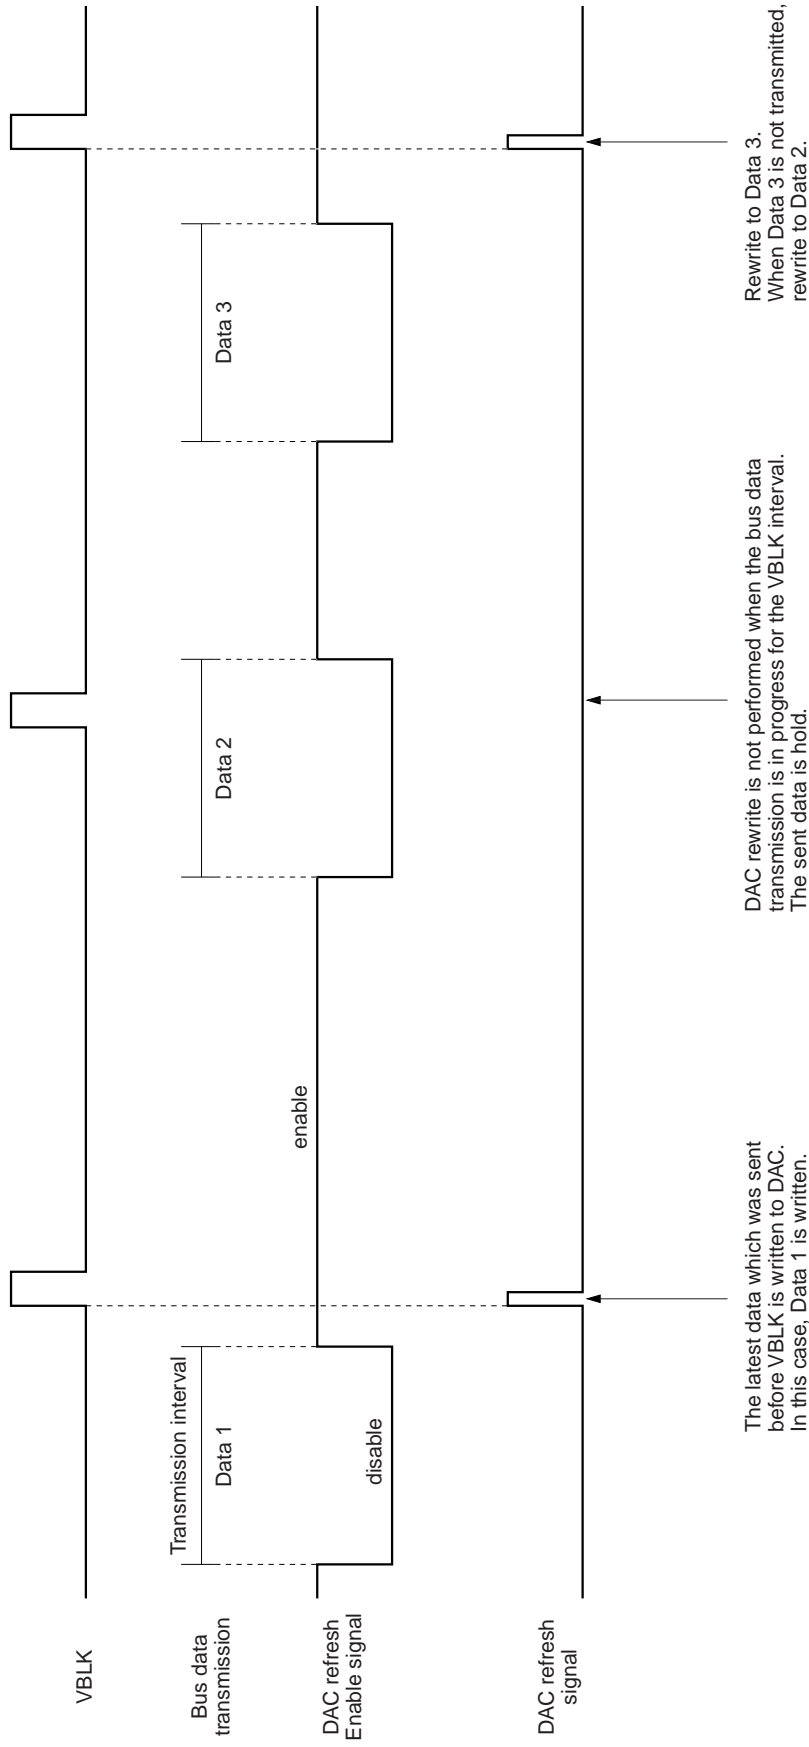 VBLK
Bus data
transmission
Transmission interval
Data 1
Data 2
Data 3
DAC refresh
Enable signal
disable
enable
DAC refresh
signal
The latest data which was sent
before VBLK is written to DAC.
In this case, Data 1 is written.
DAC rewrite is not performed when the bus data
transmission is in progress for the VBLK interval.
The sent data is hold.
Rewrite to Data 3.
When Data 3 is not transmitted,
rewrite to Data 2.